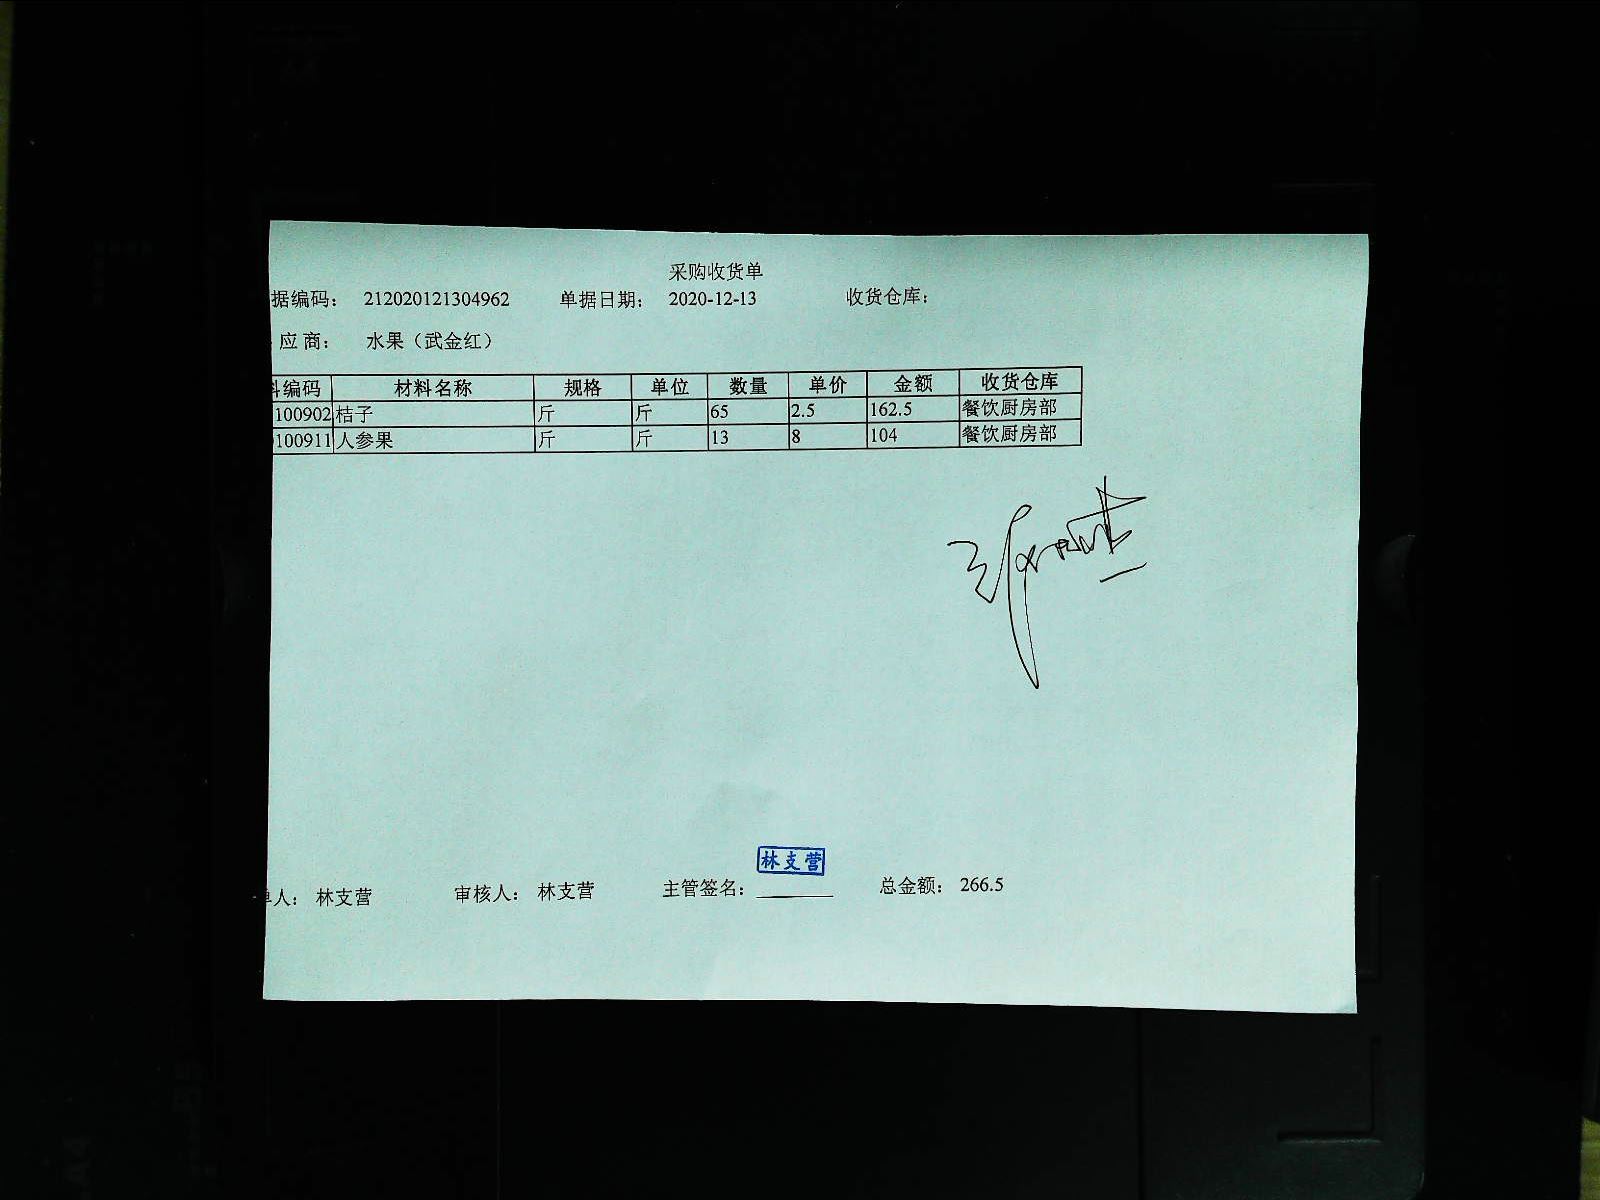 采购收货单
据编码： 212020121304962 单据日期： 2020-12-13 收货仓库：
应商： 水果（武金红）
料编码 材料名称 规格 单位 数量 单价 金额 收货仓库
100902 桔子 斤 斤 65 2.5 162.5 餐饮厨房部
100911 人参果 斤 斤 13 8 104 餐饮厨房部
林支营
单人： 林支营 审核人： 林支营 主管签名： 总金额： 266.5